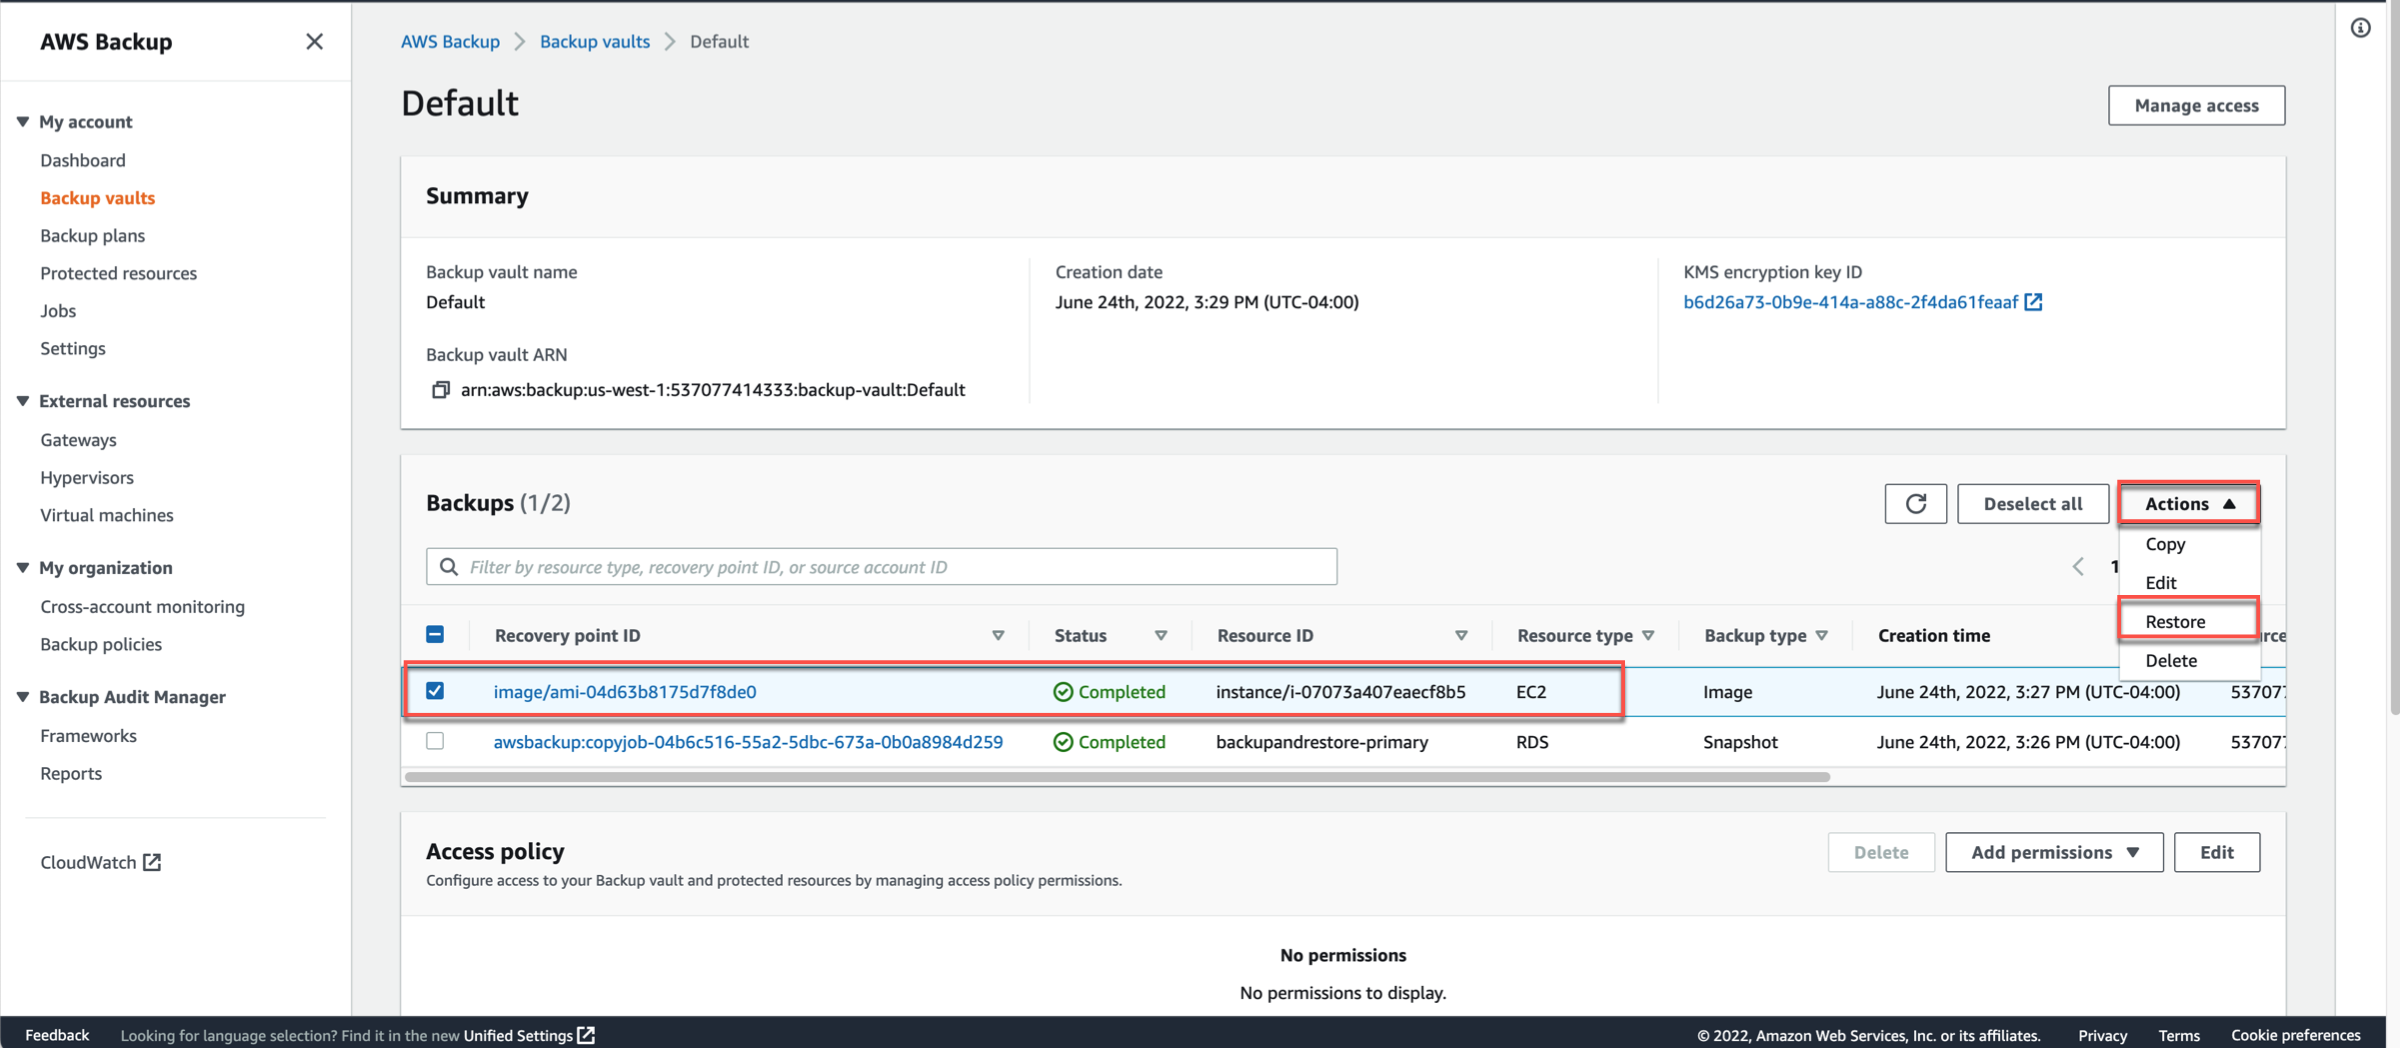 AWS Backup
My account
Dashboard
Backup vaults
Backup plans
Protected resources
Jobs
Settings
External resources
Gateways
Hypervisors
Virtual machines
My organization
Cross-account monitoring
Backup policies
Backup Audit Manager
Frameworks
Reports
CloudWatch
AWS Backup > Backup vaults > Default
Default
Manage access
Summary
Backup vault name
Default
Backup vault ARN
arn:aws:backup:us-west-1:537077414333:backup-vault:Default
Creation date
June 24th, 2022, 3:29 PM (UTC-04:00)
KMS encryption key ID
b6d26a73-0b9e-414a-a88c-2f4da61feaaf
Backups (1/2)
Deselect all
Actions
Copy
Edit
Restore
Delete
Filter by resource type, recovery point ID, or source account ID
1
Recovery point ID Status Resource ID Resource type Backup type Creation time
image/ami-04d63b8175d7f8de0 Completed instance/i-07073a407eaecf8b5 EC2 Image June 24th, 2022, 3:27 PM (UTC-04:00) 53707
awsbackup:copyjob-04b6c516-55a2-5dbc-673a-0b0a8984d259 Completed backupandrestore-primary RDS Snapshot June 24th, 2022, 3:26 PM (UTC-04:00) 53707
Access policy
Configure access to your Backup vault and protected resources by managing access policy permissions.
Delete
Add permissions
Edit
No permissions
No permissions to display.
Feedback Looking for language selection? Find it in the new Unified Settings © 2022, Amazon Web Services, Inc. or its affiliates. Privacy Terms Cookie preferences